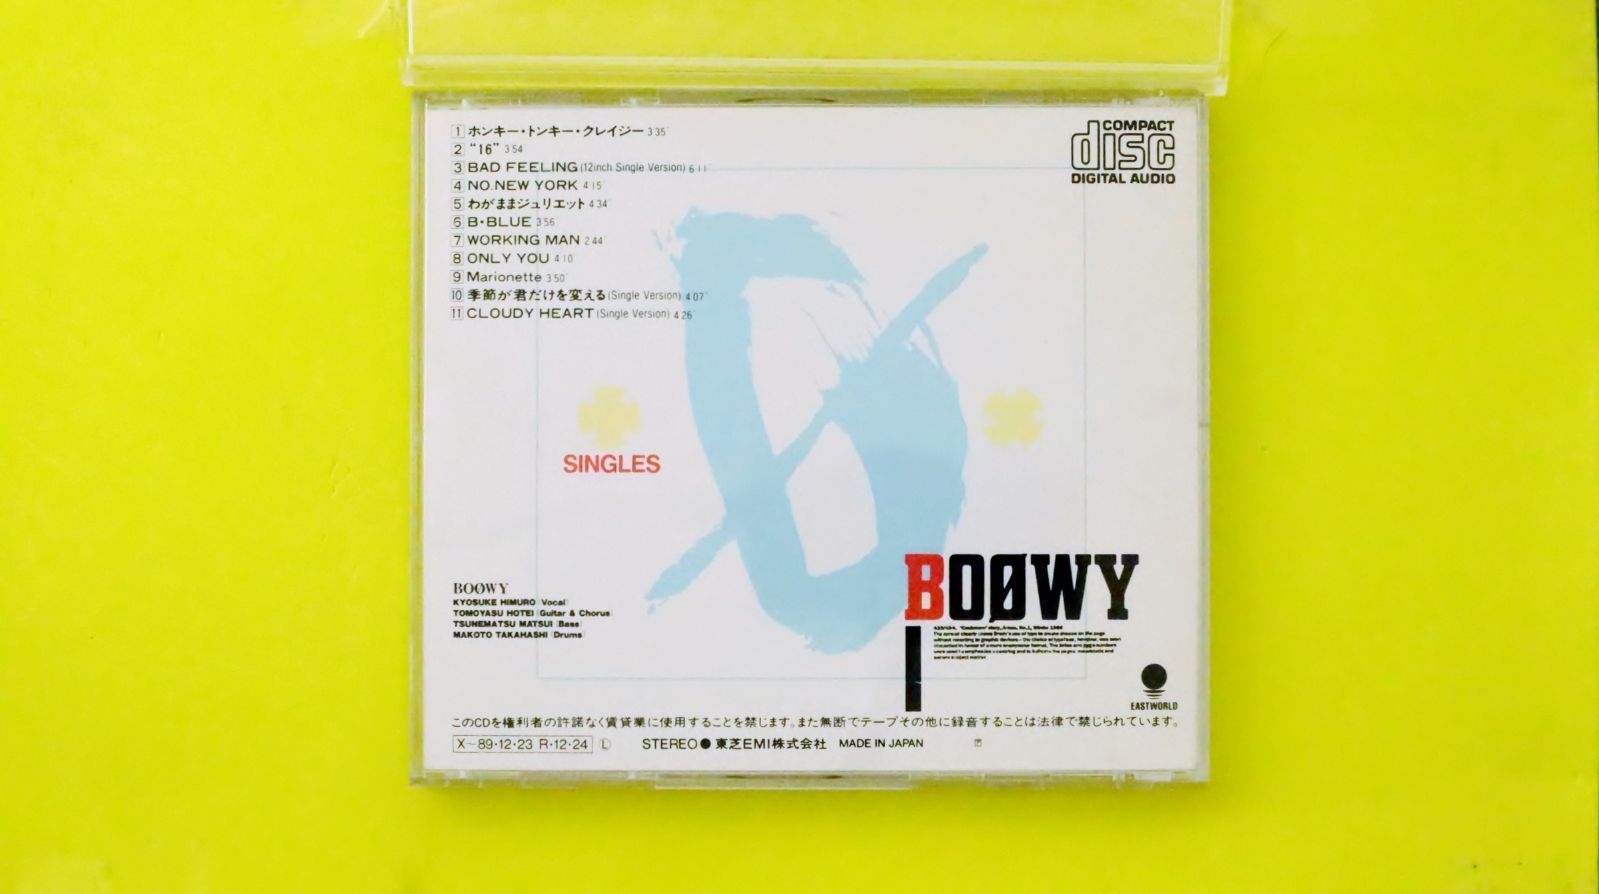 1 ホンキー・トンキー・クレイジー 3'35"
2 "16" 3'54"
3 BAD FEELING (12inch Single Version) 6'11"
4 NO. NEW YORK 4'15"
5 わがままジュリエット 4'34"
6 B・BLUE 3'56"
7 WORKING MAN 2'44"
8 ONLY YOU 4'10"
9 Marionette 3'50"
10 季節が君だけを変える (Single Version) 4'07"
11 CLOUDY HEART (Single Version) 4'26"
COMPACT
disc
DIGITAL AUDIO
SINGLES
BOØWY
KYOSUKE HIMURO (Vocal)
TOMOYASU HOTEI (Guitar & Chorus)
TSUNEMATSU MATSUI (Bass)
MAKOTO TAKAHASHI (Drums)
BOØWY
EASTWORLD
このCDを権利者の許諾なく賃貸業に使用することを禁じます。また無断でテープその他に録音することは法律で禁じられています。
X〜89・12・23 R・12・24 Ⓛ STEREO● 東芝EMI株式会社 MADE IN JAPAN